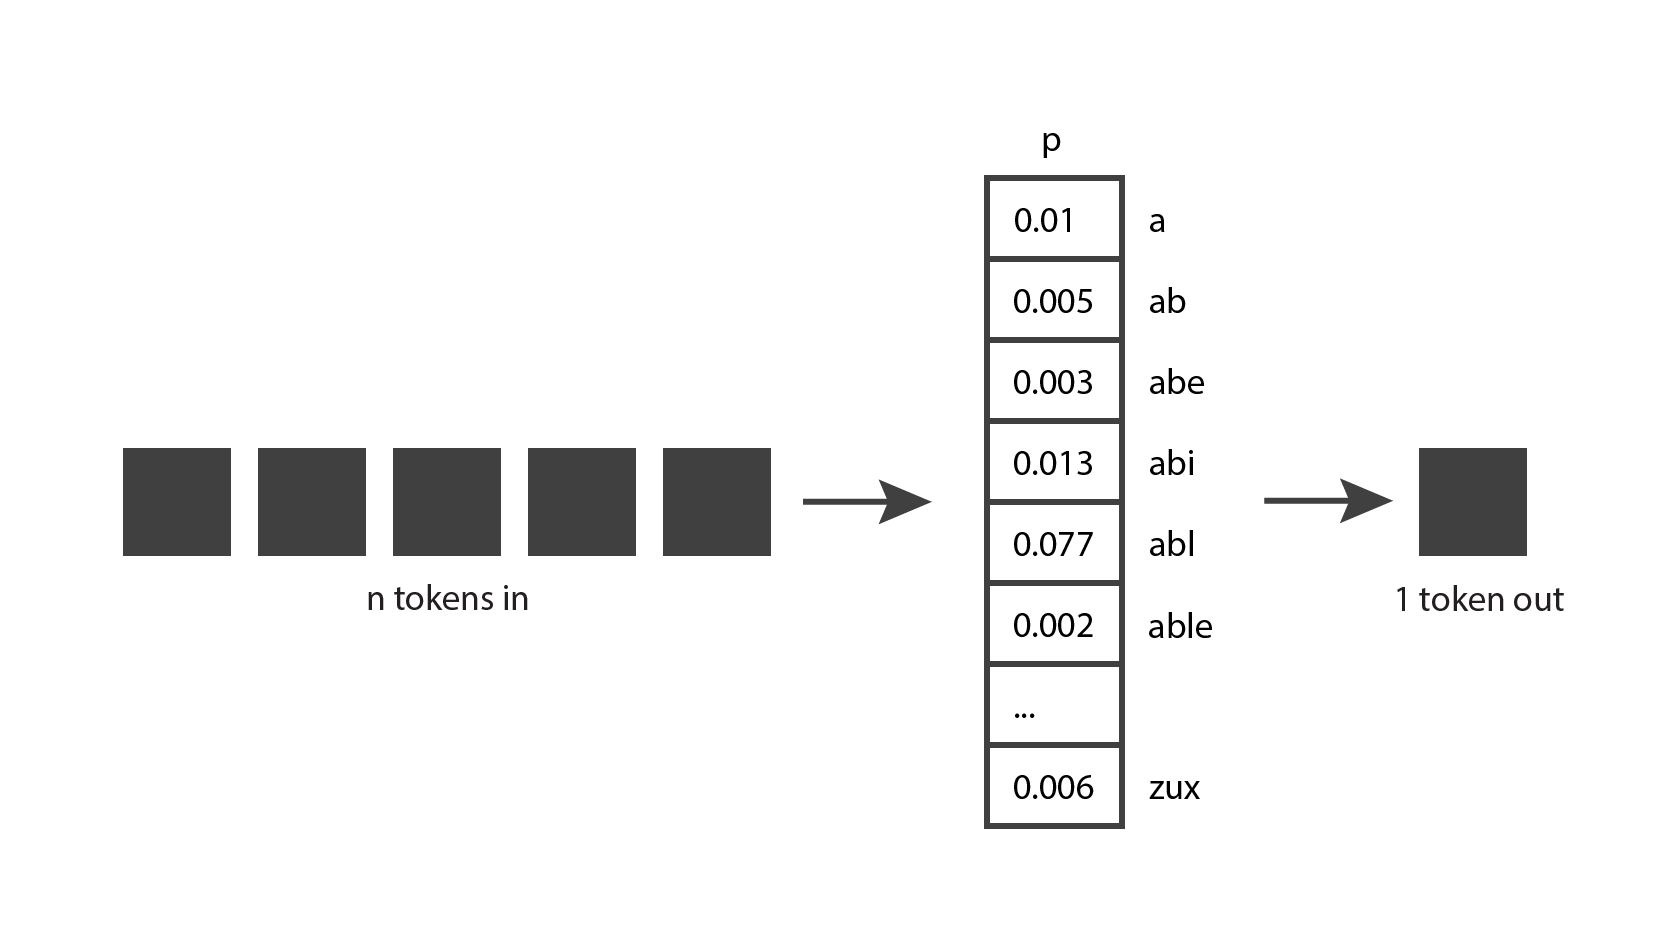 p
0.01 a
0.005 ab
0.003 abe
0.013 abi
0.077 abl
0.002 able
...
0.006 zux
n tokens in
1 token out